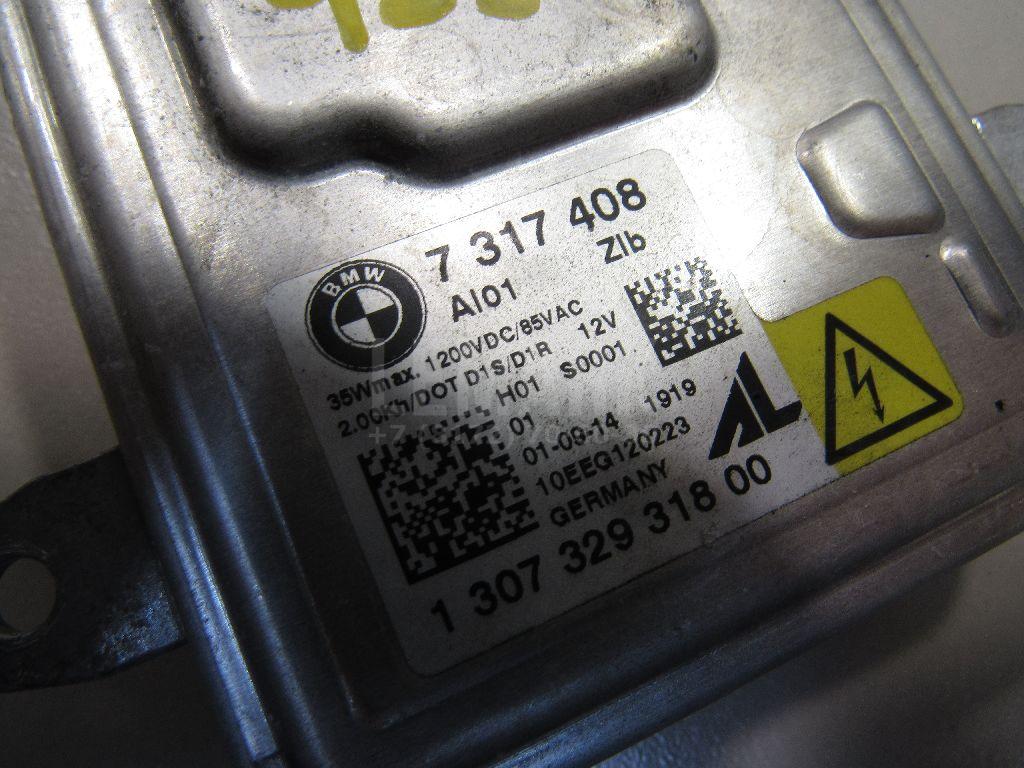 BMW
7 317 408
AI01 ZIb
35Wmax. 1200VDC/85VAC
2.00Kh/DOT D1S/D1R 12V
H01 S0001
01
01-09-14 1919
10EEG120223
GERMANY
AL
1 307 329 318 00